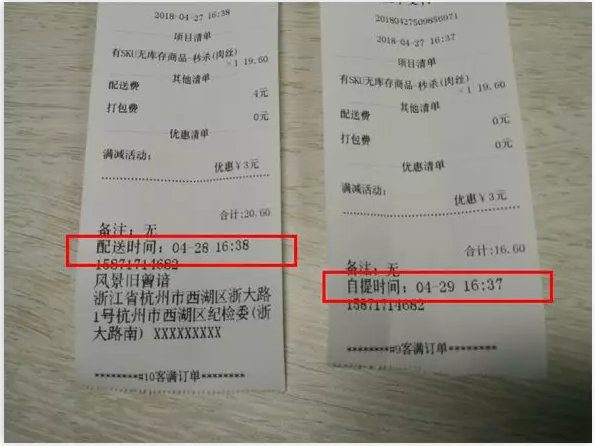 2018-04-27 16:38
项目清单
有SKU无库存商品-秒杀(肉丝)
×1 19.60
其他清单
配送费
4元
打包费
0元
优惠清单
满减活动:
优惠¥3元
合计:20.60
备注: 无
配送时间: 04-28 16:38
15871714682
风景旧曾谙
浙江省杭州市西湖区浙大路
1号杭州市西湖区纪检委(浙
大路南) XXXXXXXXX
********#10客满订单********
20180427509856971
2018-04-27 16:37
项目清单
有SKU无库存商品-秒杀(肉丝)
×1 19.60
其他清单
配送费
0元
打包费
0元
优惠清单
满减活动:
优惠¥3元
合计:16.60
备注: 无
自提时间: 04-29 16:37
15871714682
********#9客满订单********